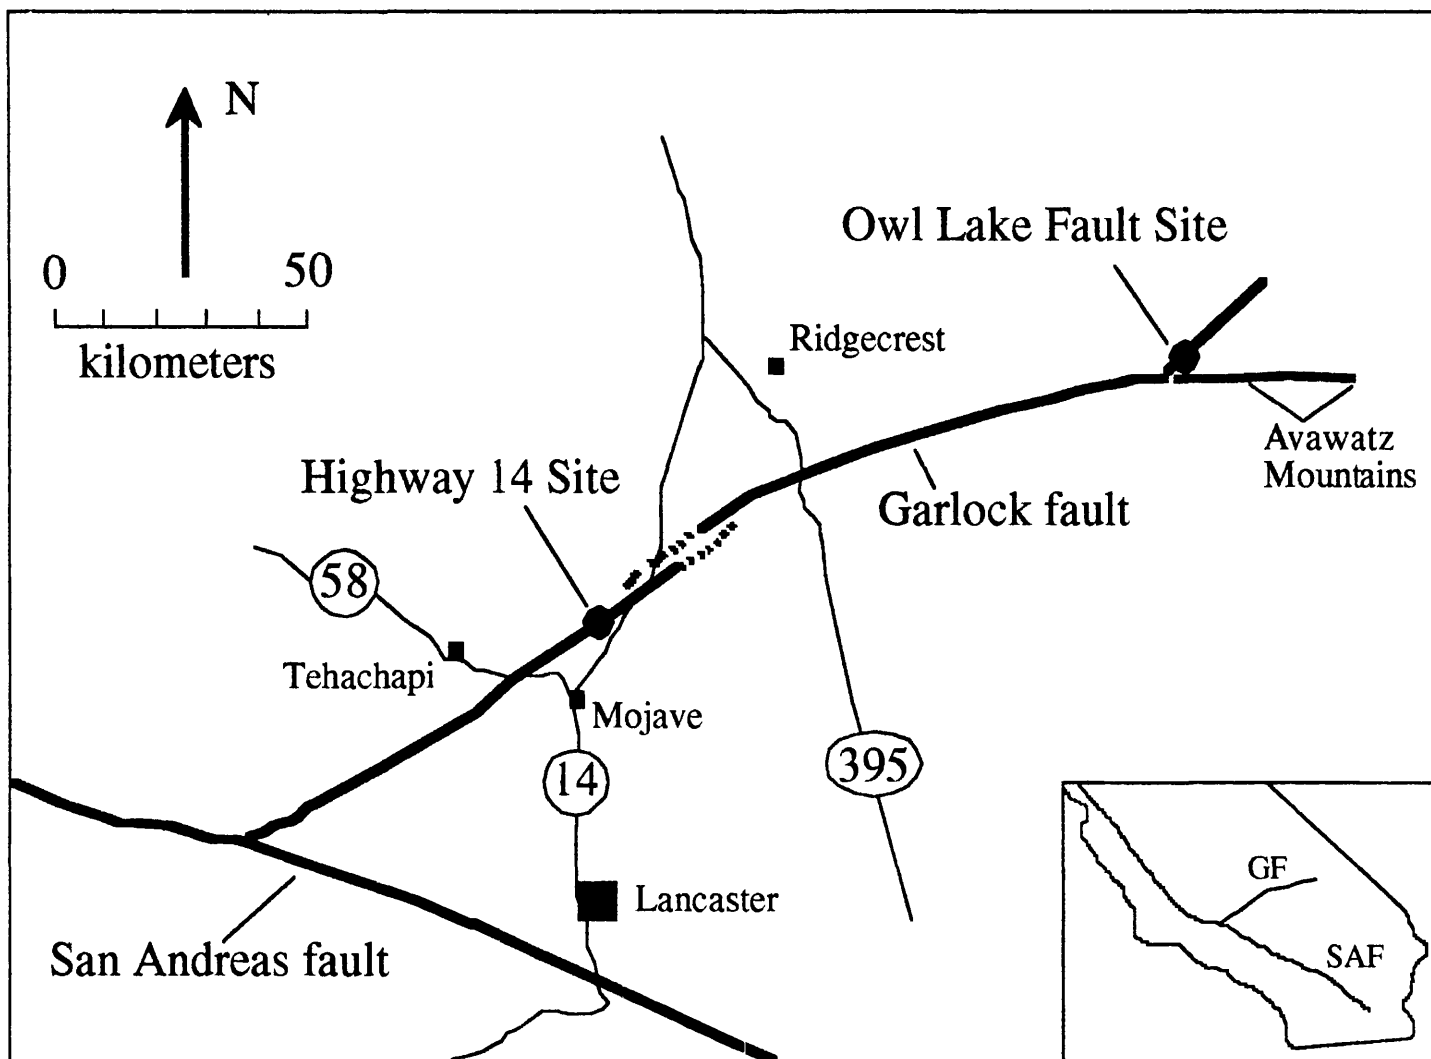 N
0 50
kilometers
Owl Lake Fault Site
Ridgecrest
Avawatz
Mountains
Highway 14 Site
Garlock fault
58
Tehachapi
Mojave
14
395
Lancaster
San Andreas fault
GF
SAF